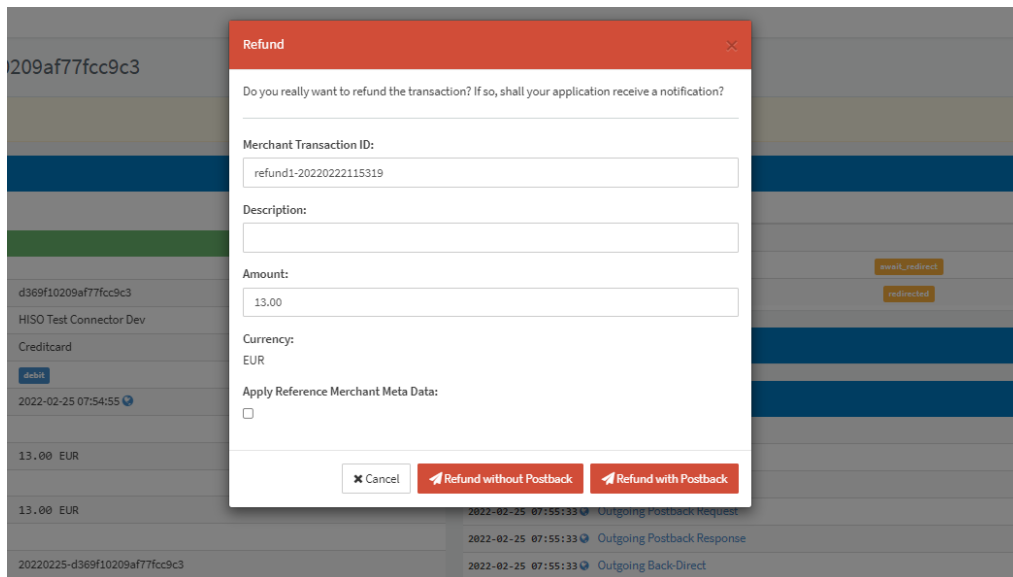 Refund
×
Do you really want to refund the transaction? If so, shall your application receive a notification?
Merchant Transaction ID:
refund1-20220222115319
Description:
Amount:
13.00
Currency:
EUR
Apply Reference Merchant Meta Data:
Cancel
Refund without Postback
Refund with Postback
0209af77fcc9c3
d369f10209af77fcc9c3
HISO Test Connector Dev
Creditcard
debit
2022-02-25 07:54:55
13.00 EUR
13.00 EUR
20220225-d369f10209af77fcc9c3
await_redirect
redirected
2022-02-25 07:55:33 Outgoing Postback Request
2022-02-25 07:55:33 Outgoing Postback Response
2022-02-25 07:55:33 Outgoing Back-Direct